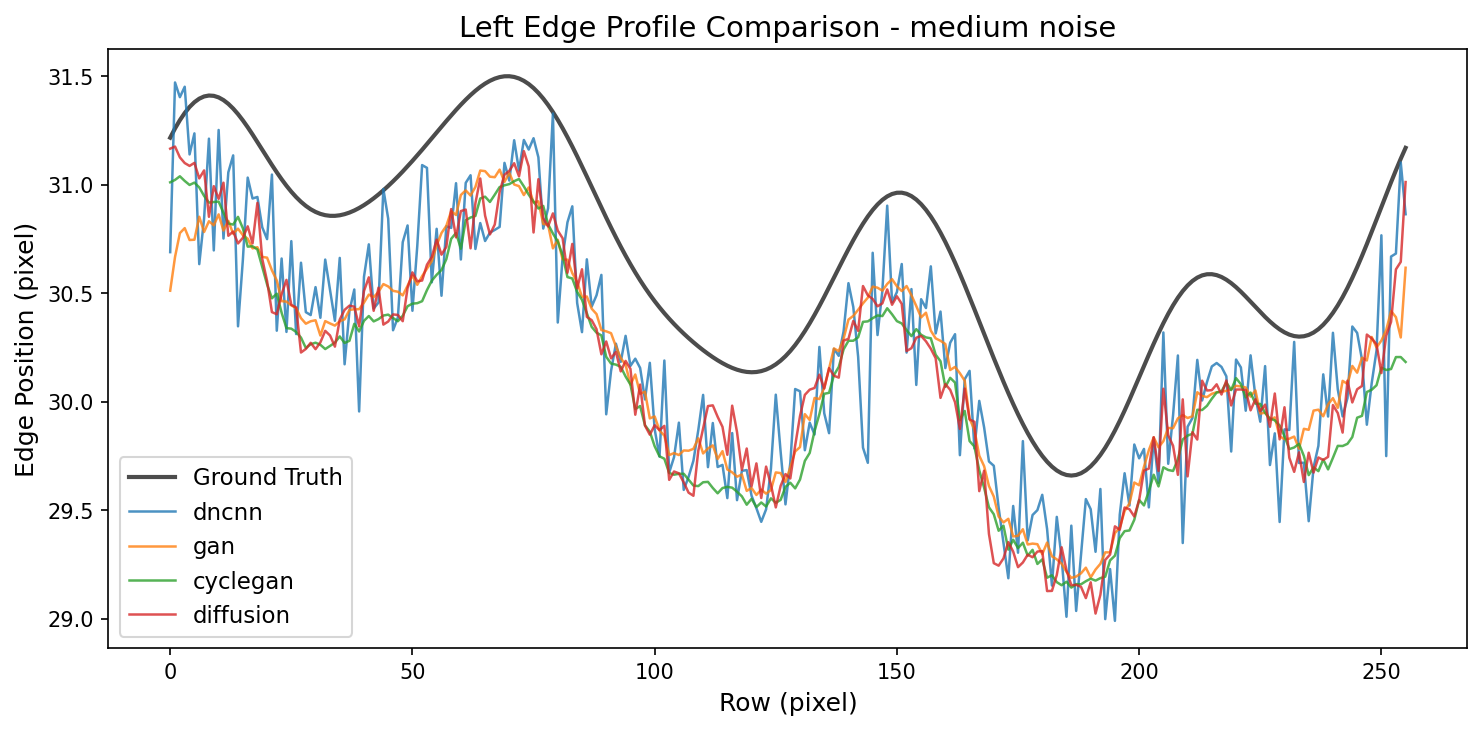 Left Edge Profile Comparison - medium noise
Edge Position (pixel)
31.5
31.0
30.5
30.0
29.5
29.0
Ground Truth
dncnn
gan
cyclegan
diffusion
0
50
100
150
200
250
Row (pixel)